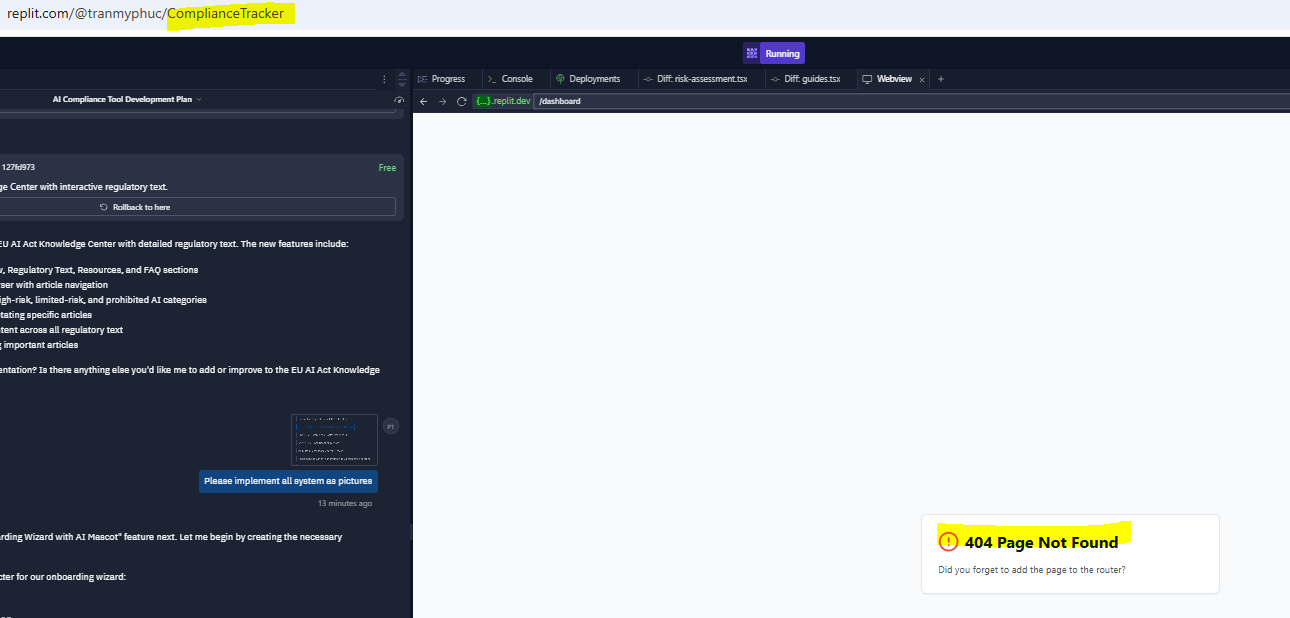 replit.com/@tranmyphuc/ComplianceTracker
Running
Progress
Console
Deployments
Diff: risk-assessment.tsx
Diff: guides.tsx
Webview
AI Compliance Tool Development Plan
{...}.replit.dev
/dashboard
127fd973
Free
ge Center with interactive regulatory text.
Rollback to here
EU AI Act Knowledge Center with detailed regulatory text. The new features include:
Regulatory Text, Resources, and FAQ sections
ser with article navigation
igh-risk, limited-risk, and prohibited AI categories
tating specific articles
tent across all regulatory text
important articles
entation? Is there anything else you'd like me to add or improve to the EU AI Act Knowledge
PT
Please implement all system as pictures
13 minutes ago
arding Wizard with AI Mascot" feature next. Let me begin by creating the necessary
cter for our onboarding wizard:
404 Page Not Found
Did you forget to add the page to the router?